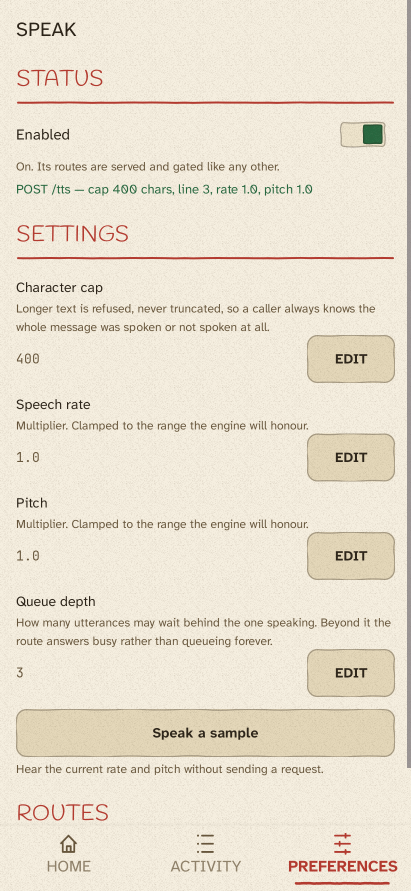 SPEAK
STATUS
Enabled
On. Its routes are served and gated like any other.
POST /tts — cap 400 chars, line 3, rate 1.0, pitch 1.0
SETTINGS
Character cap
Longer text is refused, never truncated, so a caller always knows the
whole message was spoken or not spoken at all.
400
EDIT
Speech rate
Multiplier. Clamped to the range the engine will honour.
1.0
EDIT
Pitch
Multiplier. Clamped to the range the engine will honour.
1.0
EDIT
Queue depth
How many utterances may wait behind the one speaking. Beyond it the
route answers busy rather than queueing forever.
3
EDIT
Speak a sample
Hear the current rate and pitch without sending a request.
ROUTES
HOME
ACTIVITY
PREFERENCES